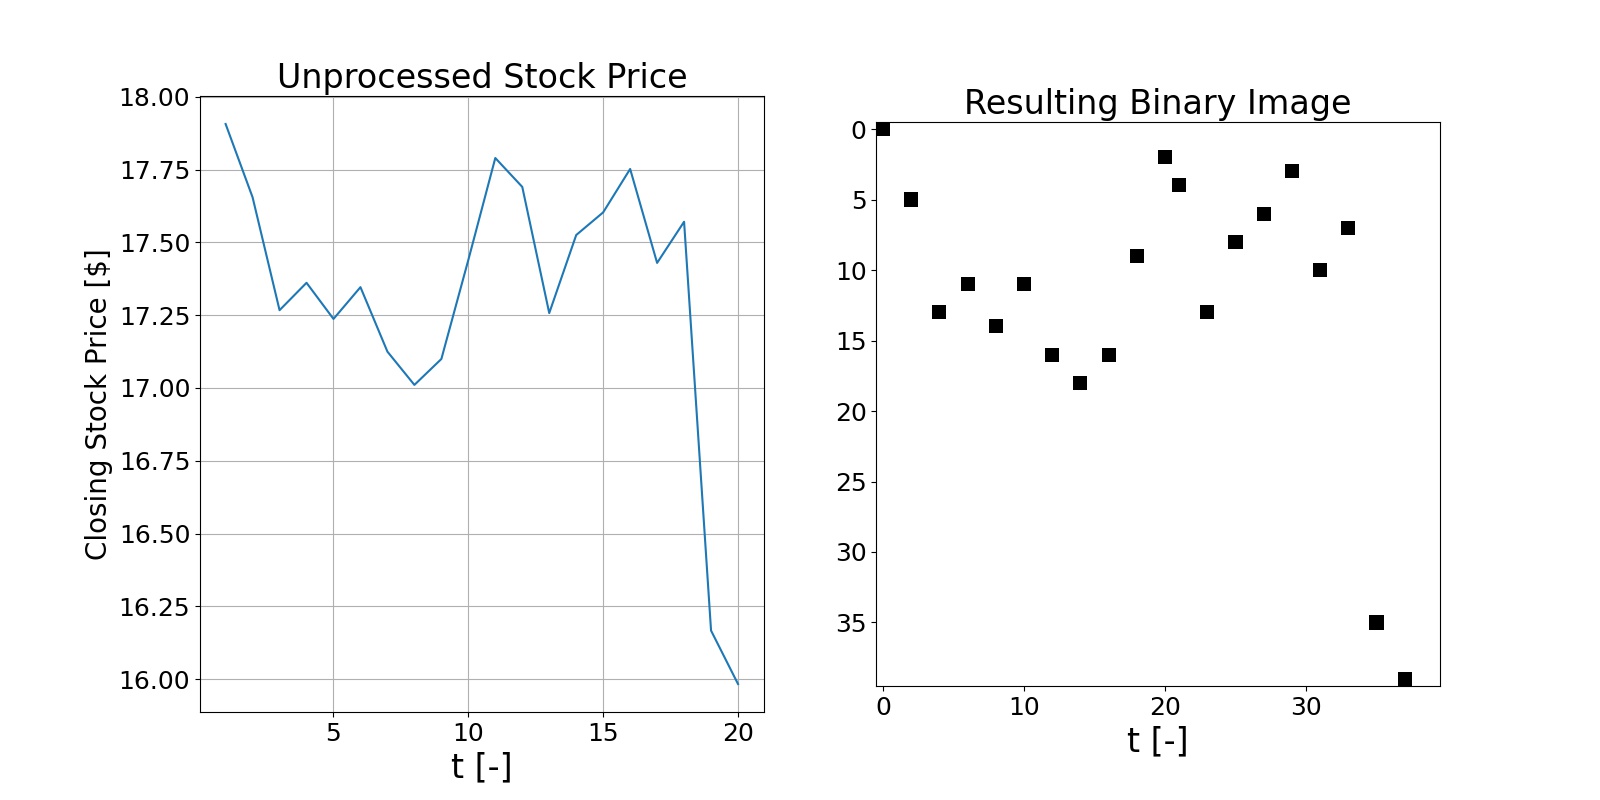 Unprocessed Stock Price
18.00
17.75
17.50
17.25
17.00
16.75
16.50
16.25
16.00
Closing Stock Price [$]
5 10 15 20
t [-]
Resulting Binary Image
0
5
10
15
20
25
30
35
0 10 20 30
t [-]